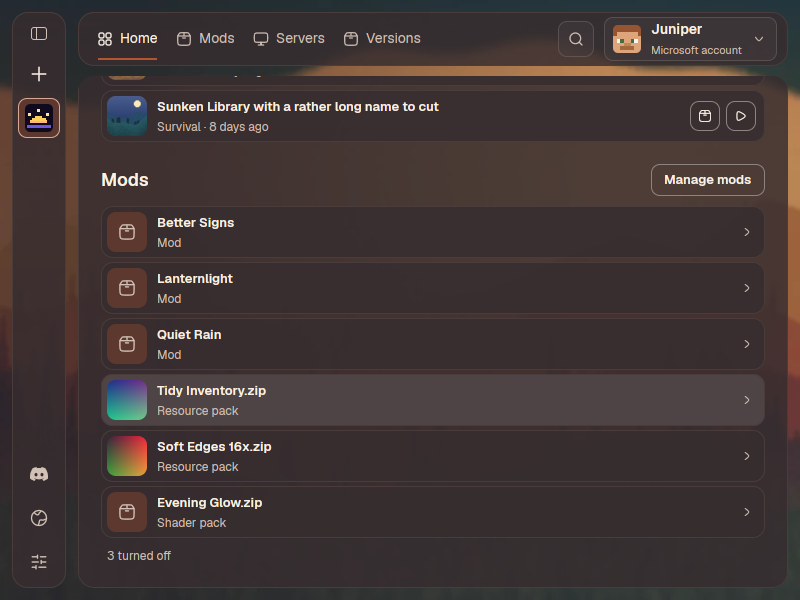 Home
Mods
Servers
Versions
Juniper
Microsoft account
Sunken Library with a rather long name to cut
Survival · 8 days ago
Mods
Manage mods
Better Signs
Mod
Lanternlight
Mod
Quiet Rain
Mod
Tidy Inventory.zip
Resource pack
Soft Edges 16x.zip
Resource pack
Evening Glow.zip
Shader pack
3 turned off